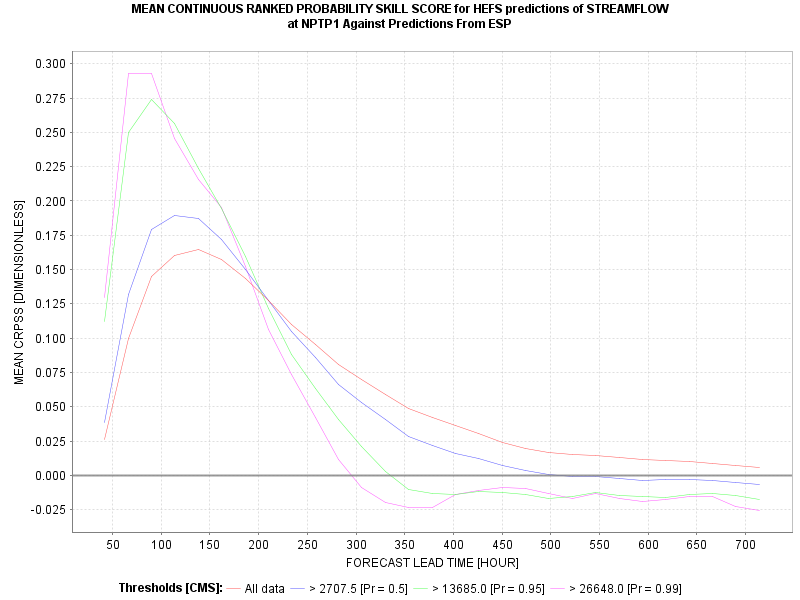 MEAN CONTINUOUS RANKED PROBABILITY SKILL SCORE for HEFS predictions of STREAMFLOW
at NPTP1 Against Predictions From ESP
MEAN CRPSS [DIMENSIONLESS]
0.300
0.275
0.250
0.225
0.200
0.175
0.150
0.125
0.100
0.075
0.050
0.025
0.000
-0.025
50 100 150 200 250 300 350 400 450 500 550 600 650 700
FORECAST LEAD TIME [HOUR]
Thresholds [CMS]: All data > 2707.5 [Pr = 0.5] > 13685.0 [Pr = 0.95] > 26648.0 [Pr = 0.99]